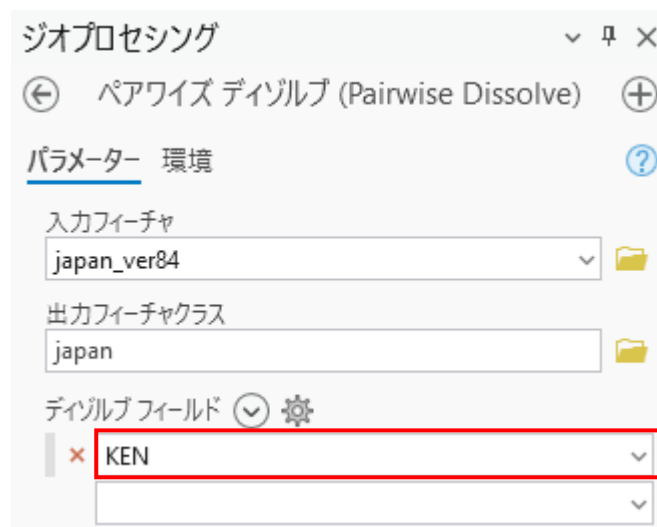 ジオプロセシング
ペアワイズ ディゾルブ (Pairwise Dissolve)
パラメーター 環境
入力フィーチャ
japan_ver84
出力フィーチャクラス
japan
ディゾルブ フィールド
KEN